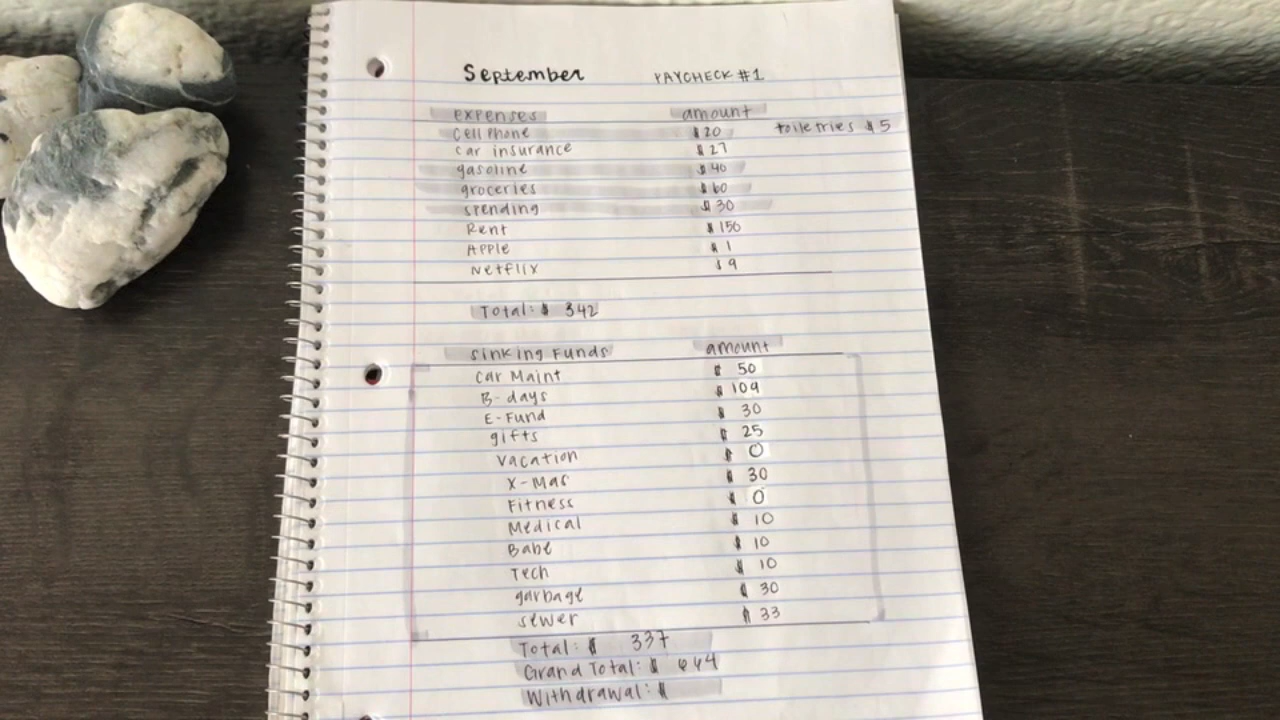 September PAYCHECK #1
EXPENSES amount
Cell Phone $20 toiletries $5
Car insurance $27
gasoline $40
groceries $60
spending $30
Rent $150
Apple $1
Netflix $9
Total: $ 342
Sinking Funds amount
Car Maint $ 50
B-days $ 109
E-Fund $ 30
gifts $ 25
Vacation $ 0
X-Mas $ 30
Fitness $ 0
Medical $ 10
Babe $ 10
Tech $ 10
garbage $ 30
sewer $ 33
Total: $ 337
Grand Total: $ 664
Withdrawal: $